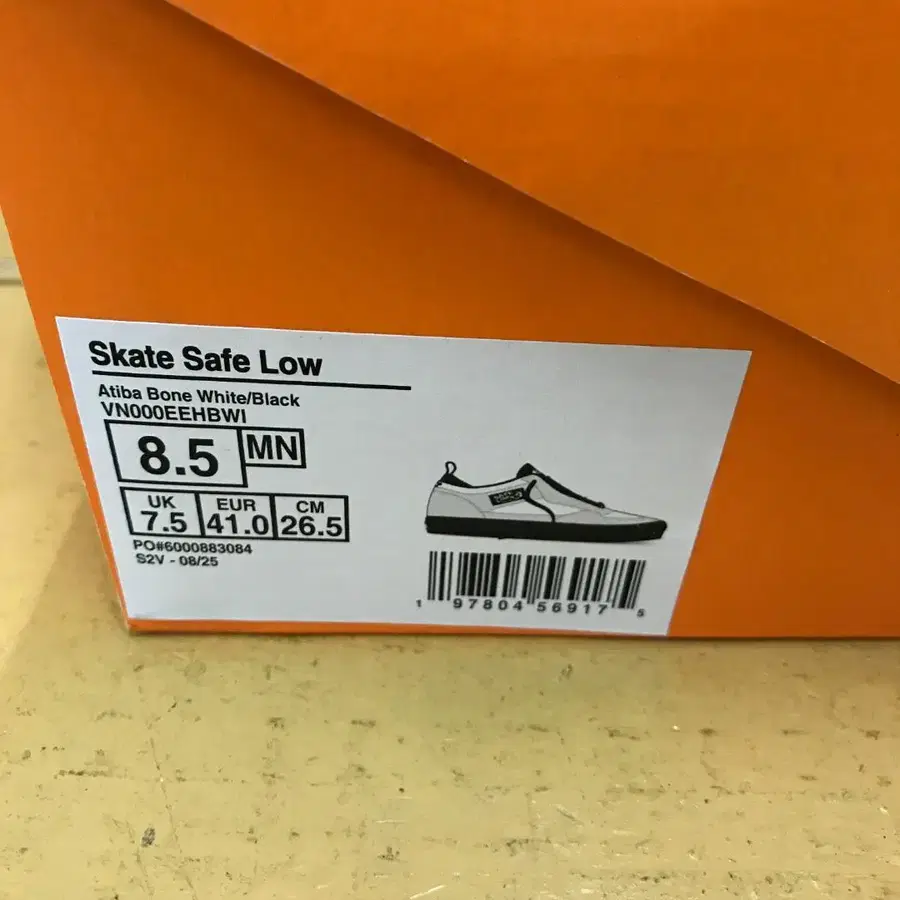 Skate Safe Low
Atiba Bone White/Black
VN000EEHBWI
8.5 MN
UK EUR CM
7.5 41.0 26.5
PO#6000883084
S2V - 08/25
1 97804 56917 5